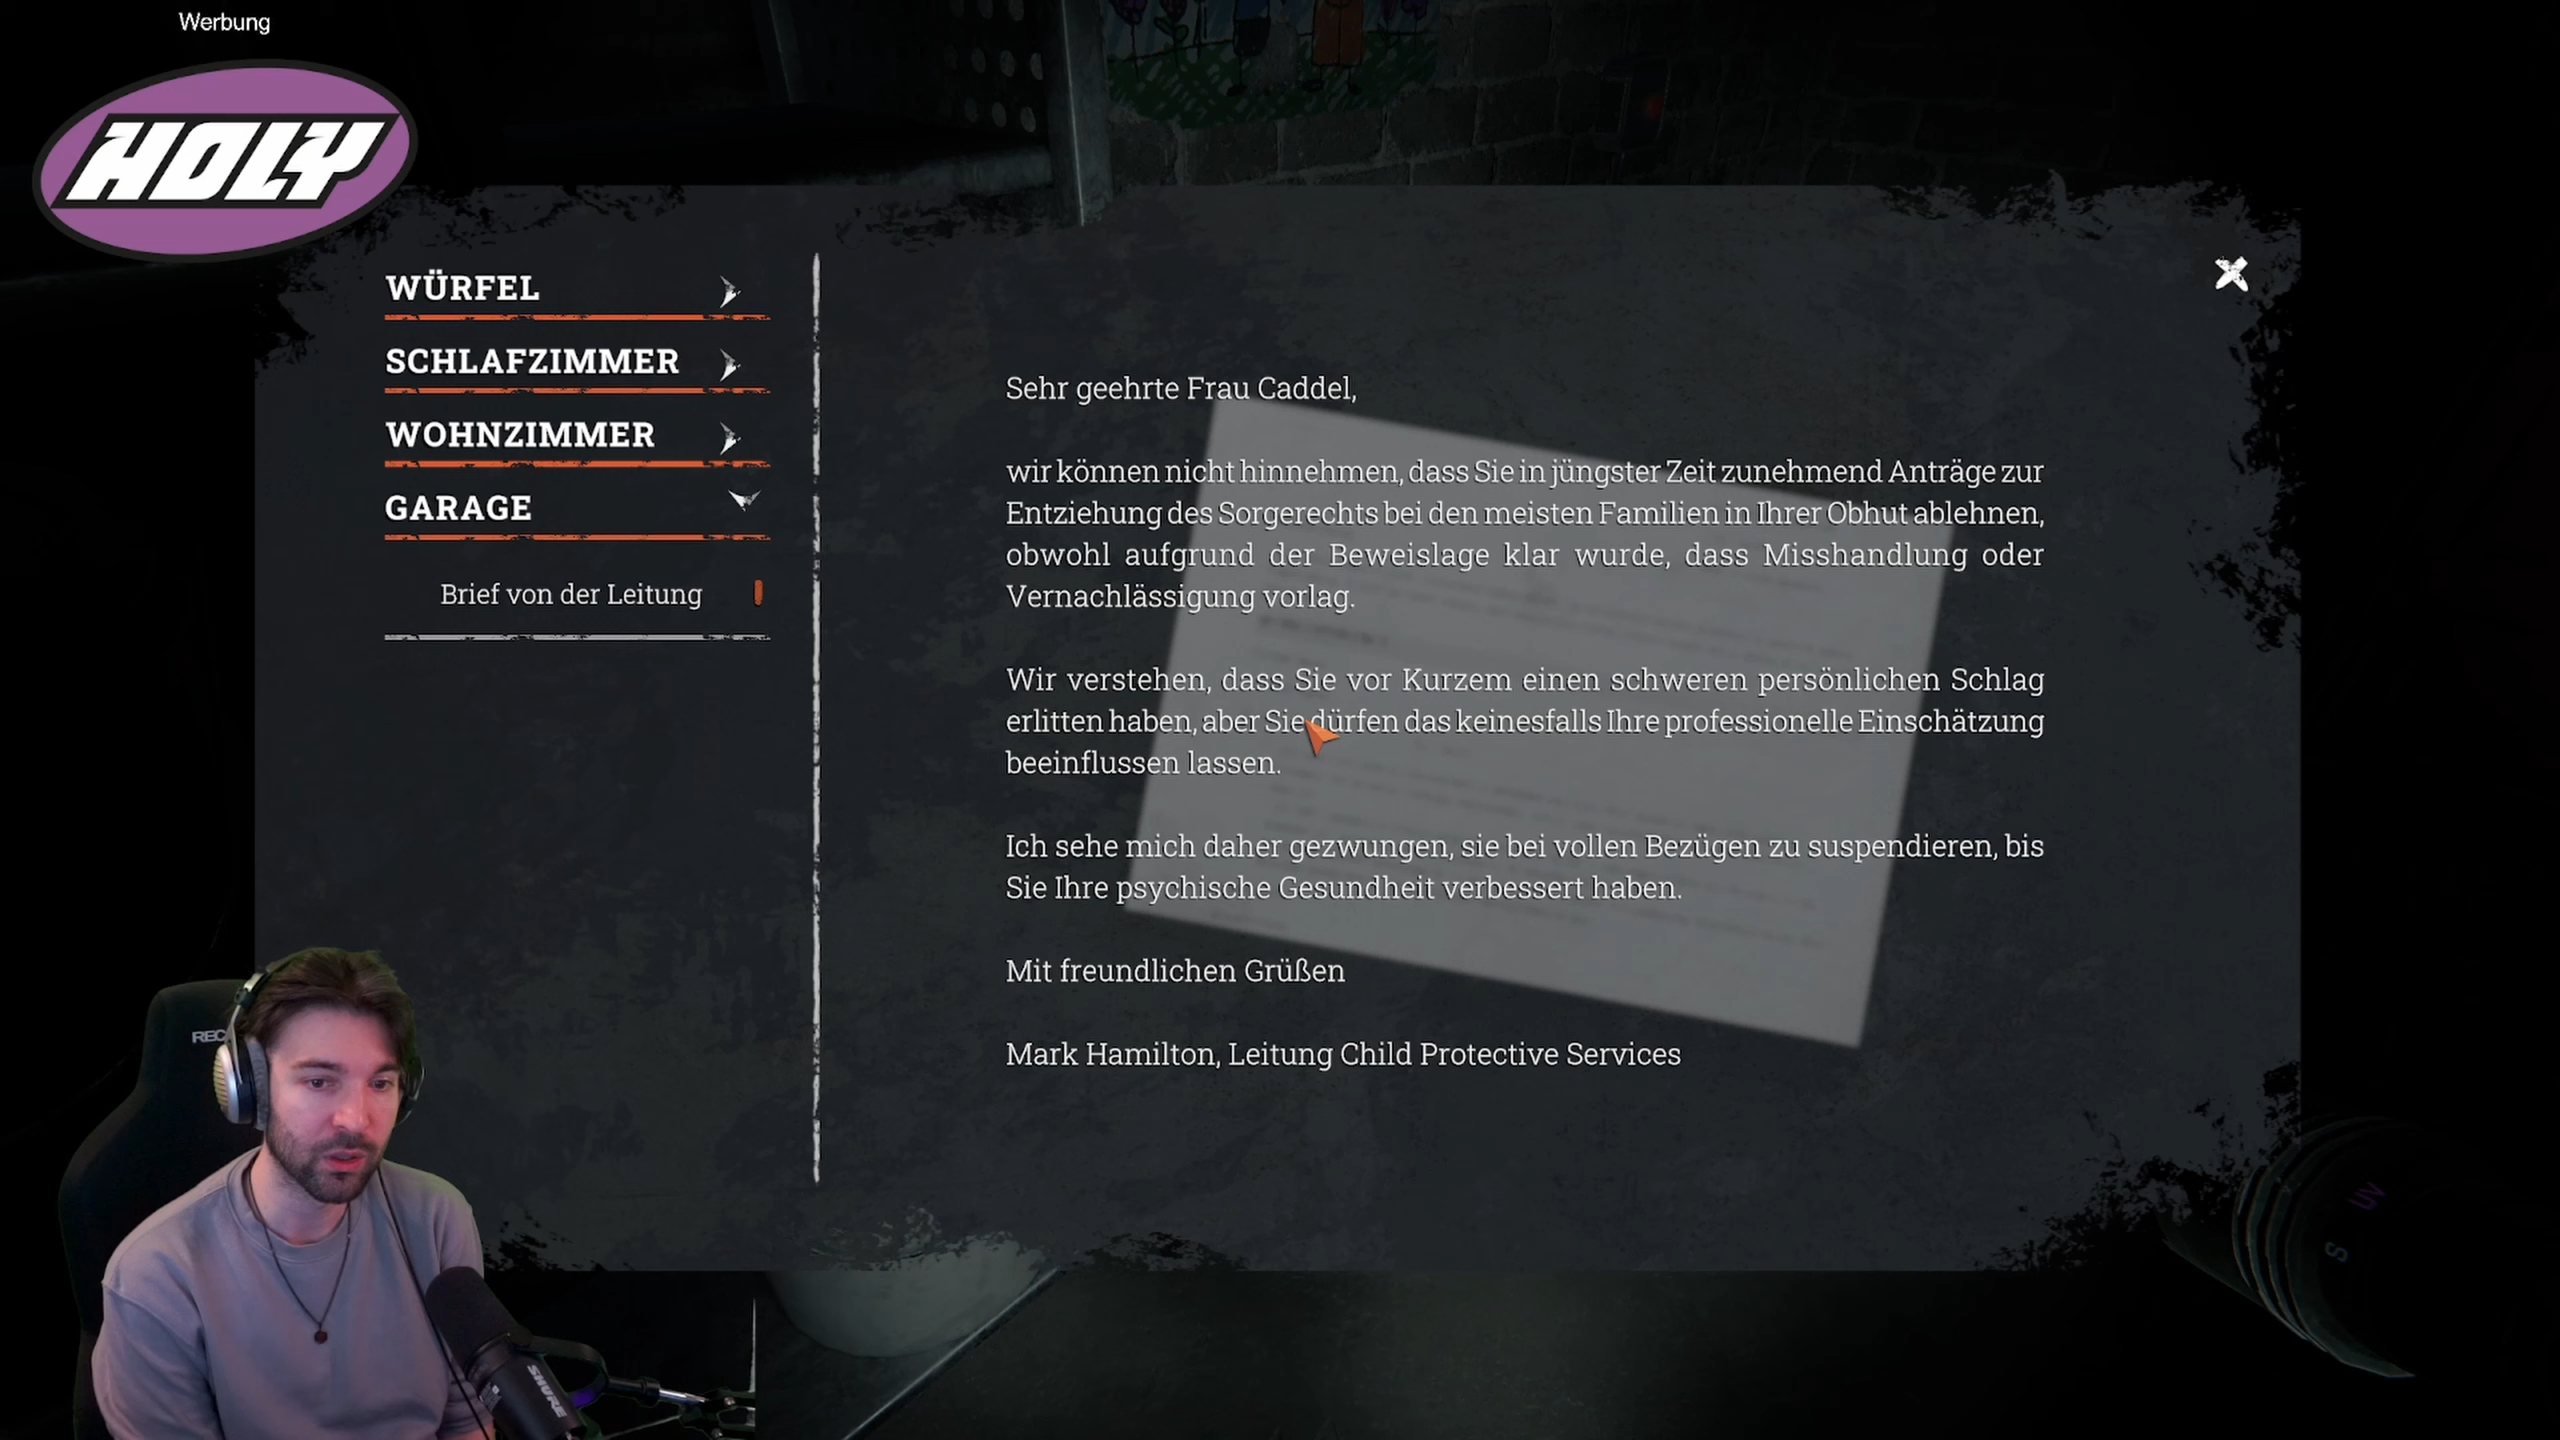 Werbung
HOLY
WÜRFEL
SCHLAFZIMMER
WOHNZIMMER
GARAGE
Brief von der Leitung
Sehr geehrte Frau Caddel,
wir können nicht hinnehmen, dass Sie in jüngster Zeit zunehmend Anträge zur
Entziehung des Sorgerechts bei den meisten Familien in Ihrer Obhut ablehnen,
obwohl aufgrund der Beweislage klar wurde, dass Misshandlung oder
Vernachlässigung vorlag.
Wir verstehen, dass Sie vor Kurzem einen schweren persönlichen Schlag
erlitten haben, aber Sie dürfen das keinesfalls Ihre professionelle Einschätzung
beeinflussen lassen.
Ich sehe mich daher gezwungen, sie bei vollen Bezügen zu suspendieren, bis
Sie Ihre psychische Gesundheit verbessert haben.
Mit freundlichen Grüßen
Mark Hamilton, Leitung Child Protective Services
REC
SHURE
UV
S